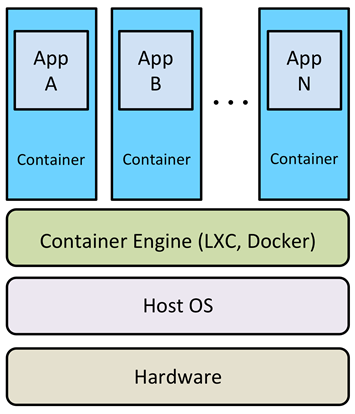 App
A
Container
App
B
Container
...
App
N
Container
Container Engine (LXC, Docker)
Host OS
Hardware